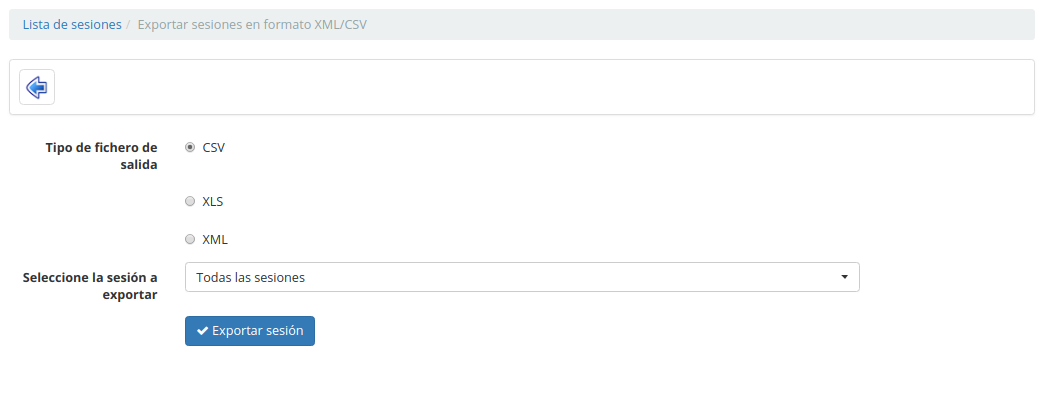 Lista de sesiones / Exportar sesiones en formato XML/CSV
Tipo de fichero de
salida
CSV
XLS
XML
Seleccione la sesión a
exportar
Todas las sesiones
Exportar sesión